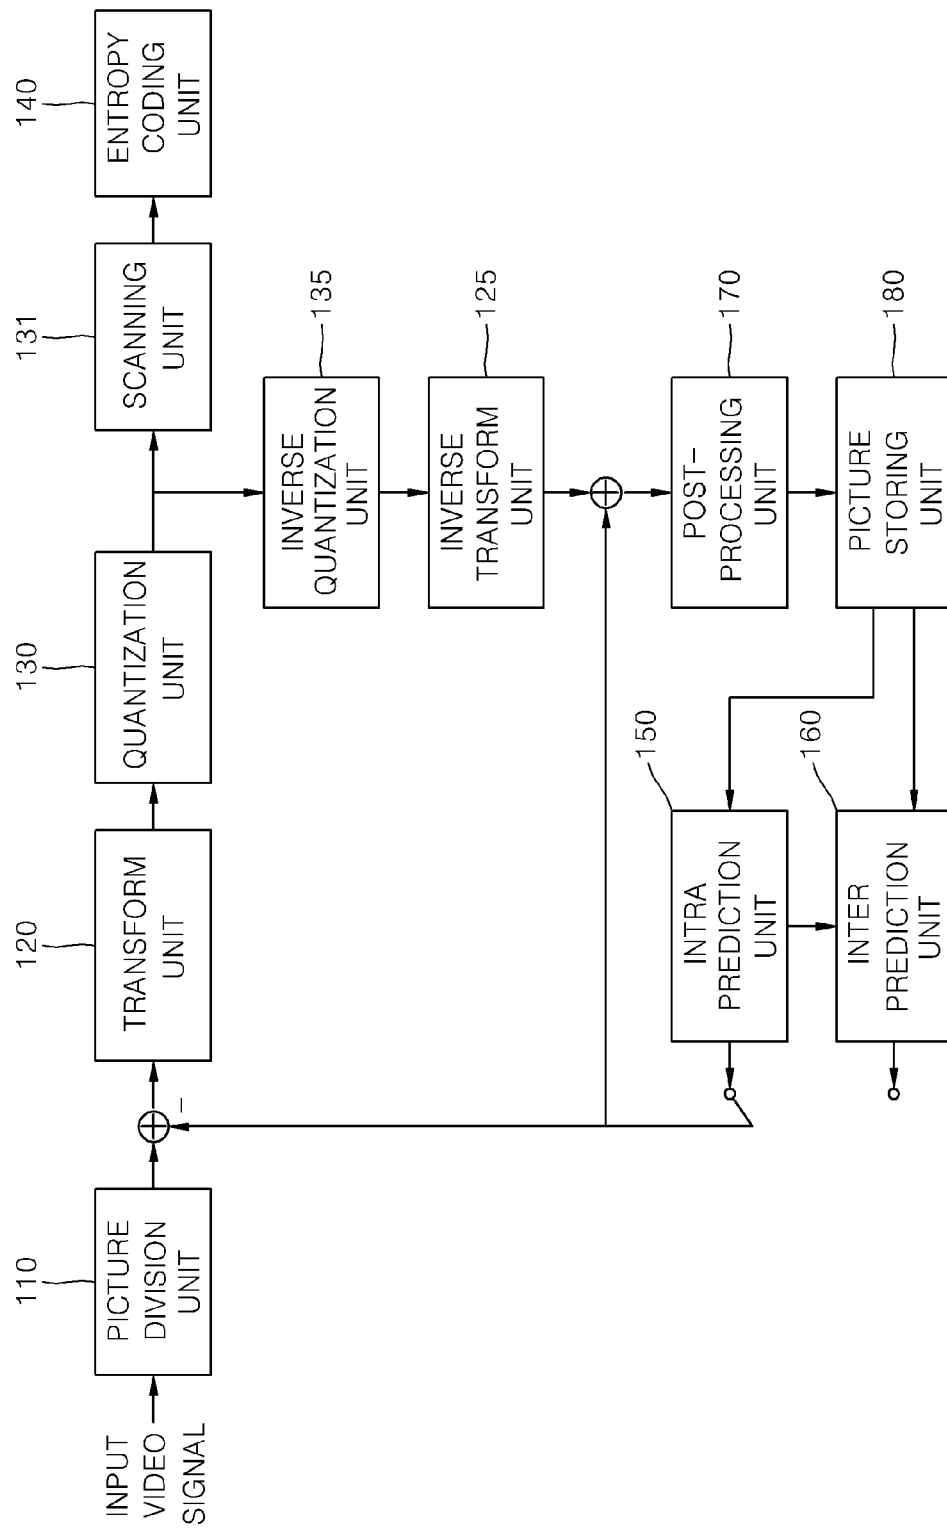 110
120
130
131
140
INPUT
VIDEO
SIGNAL
PICTURE
DIVISION
UNIT
−
TRANSFORM
UNIT
QUANTIZATION
UNIT
SCANNING
UNIT
ENTROPY
CODING
UNIT
INVERSE
QUANTIZATION
UNIT
135
INVERSE
TRANSFORM
UNIT
125
150
INTRA
PREDICTION
UNIT
POST-
PROCESSING
UNIT
170
160
INTER
PREDICTION
UNIT
PICTURE
STORING
UNIT
180